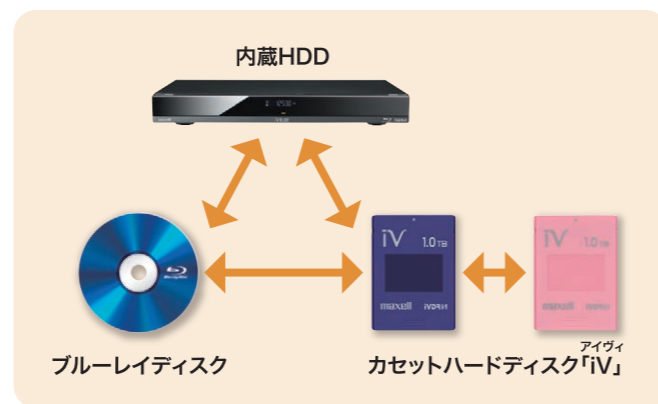 内蔵HDD
iV
1.0TB
maxell
iVDR-S
iV
1.0TB
maxell
ブルーレイディスク
アイヴィ
カセットハードディスク「iV」